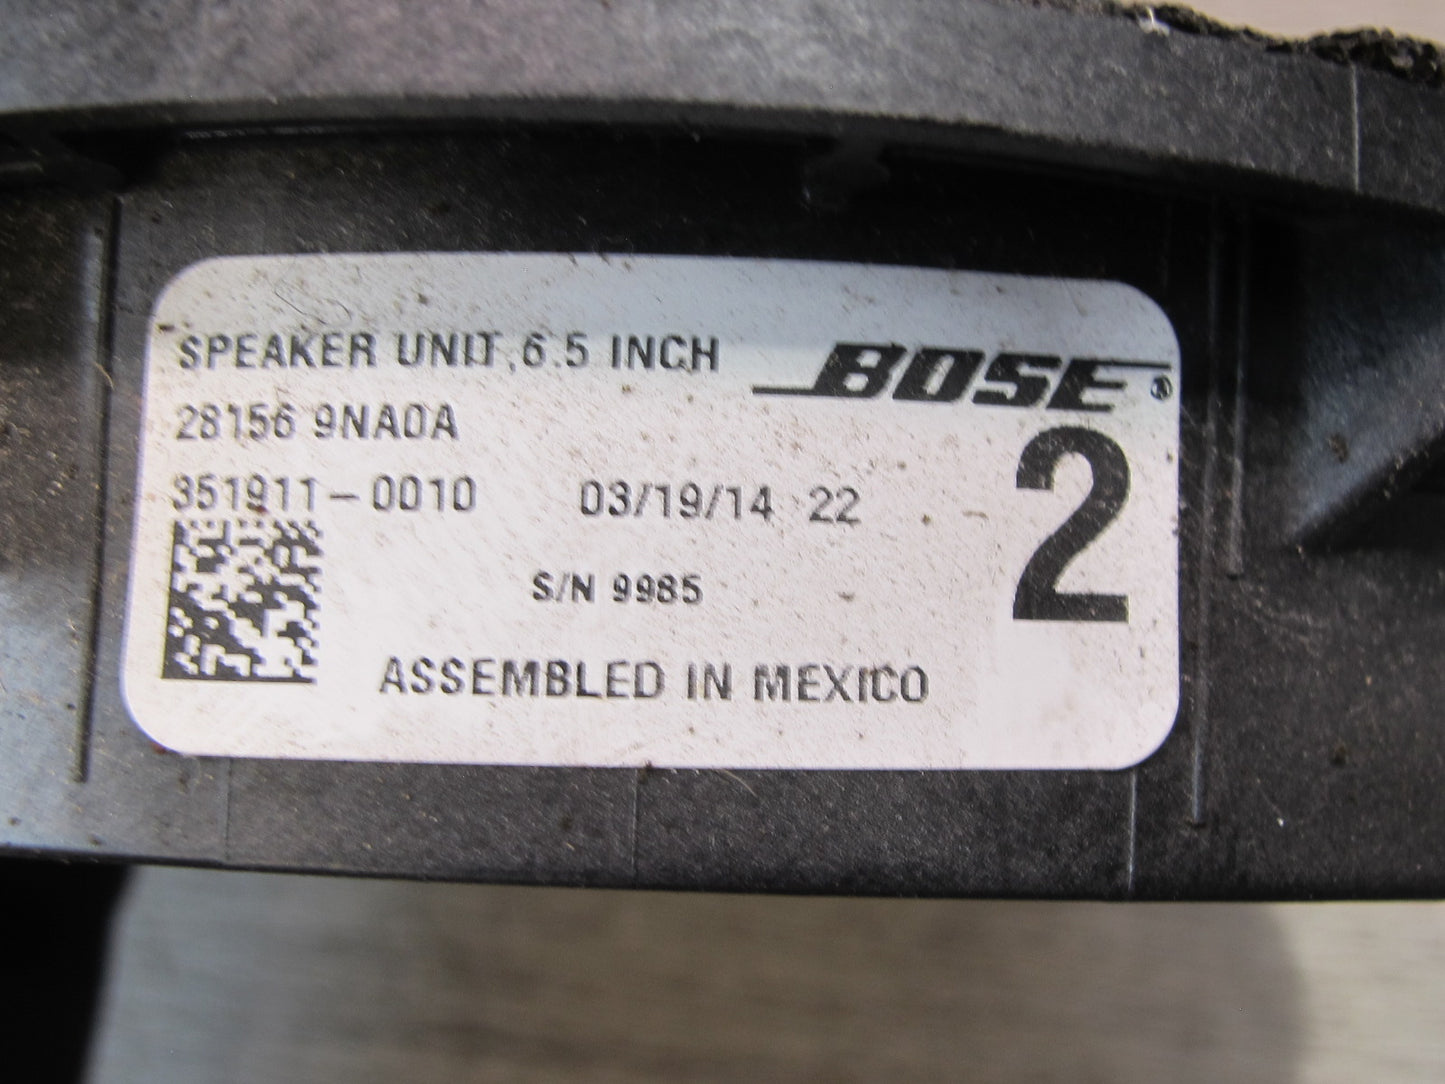 SPEAKER UNIT, 6.5 INCH
BOSE®
28156 9NA0A
351911-0010 03/19/14 22
2
S/N 9985
ASSEMBLED IN MEXICO